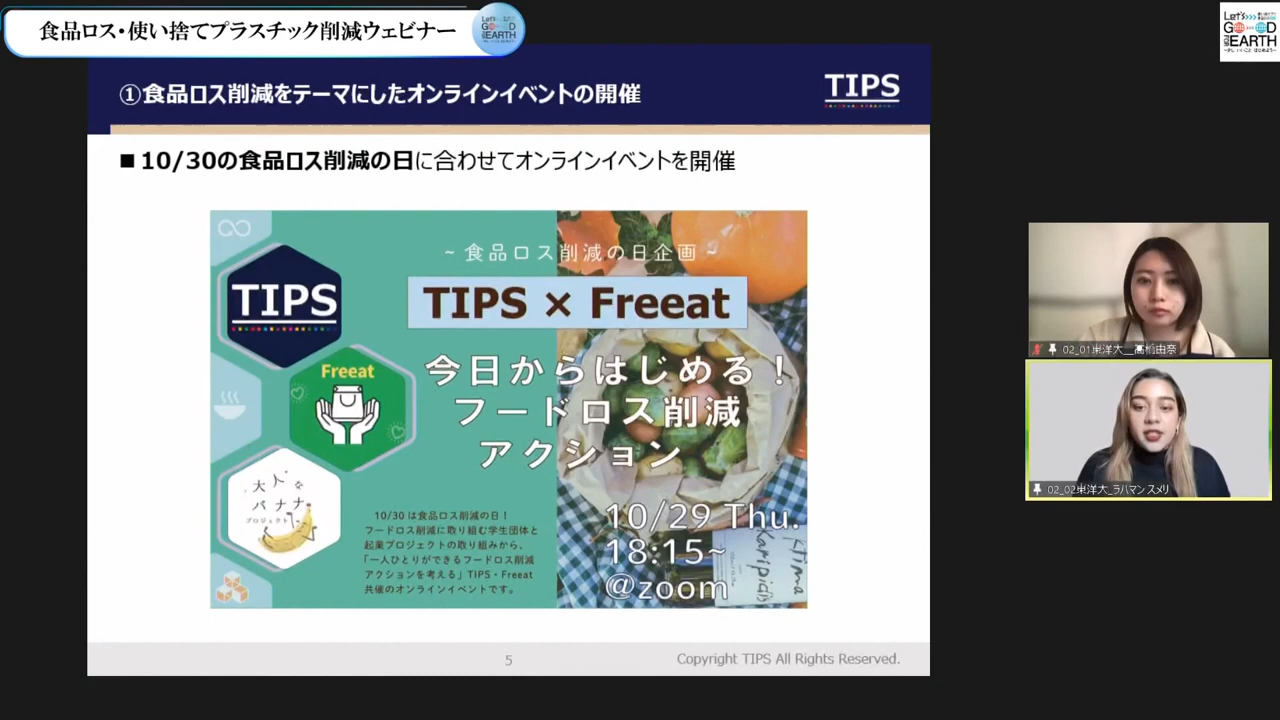 食品ロス・使い捨てプラスチック削減ウェビナー
Let's
GOOD
EARTH
Let's
GOOD
EARTH
①食品ロス削減をテーマにしたオンラインイベントの開催
TIPS
■ 10/30の食品ロス削減の日に合わせてオンラインイベントを開催
~ 食品ロス削減の日企画 ~
TIPS
TIPS × Freeat
Freeat
今日からはじめる！
フードロス削減
アクション
大人な
バナナ
プロジェクト
10/30 は食品ロス削減の日！
フードロス削減に取り組む学生団体と
起業プロジェクトの取り組みから、
「一人ひとりができるフードロス削減
アクションを考える」TIPS・Freeat
共催のオンラインイベントです。
10/29 Thu.
18:15~
@zoom
Karipidis
Ktima
5
Copyright TIPS All Rights Reserved.
02_01東洋大__高橋由奈
02_02東洋大_ラハマン スメリ